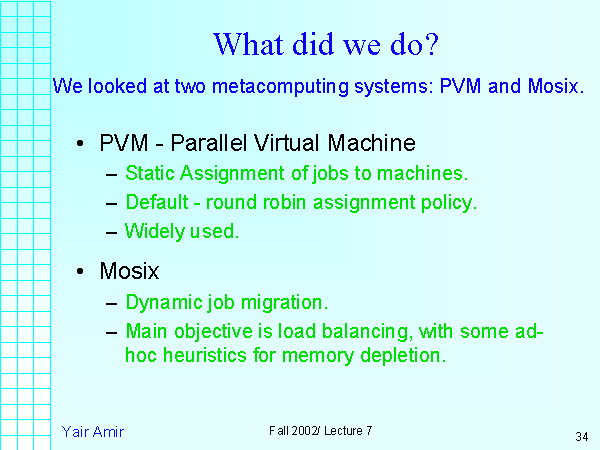 What did we do?
We looked at two metacomputing systems: PVM and Mosix.
• PVM - Parallel Virtual Machine
– Static Assignment of jobs to machines.
– Default - round robin assignment policy.
– Widely used.
• Mosix
– Dynamic job migration.
– Main objective is load balancing, with some ad-
hoc heuristics for memory depletion.
Yair Amir
Fall 2002/ Lecture 7
34